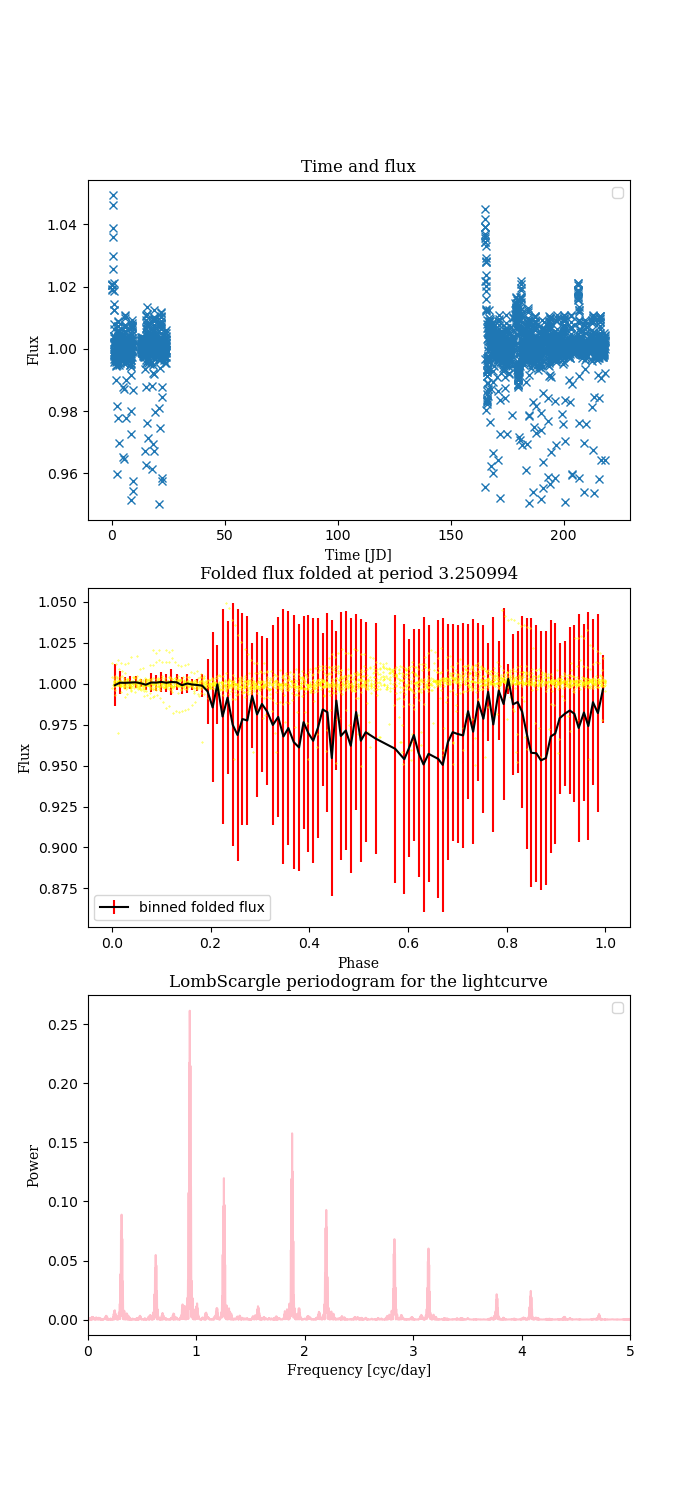 Time and flux
1.04
1.02
1.00
0.98
0.96
Flux
0 50 100 150 200
Time [JD]
Folded flux folded at period 3.250994
1.050
1.025
1.000
0.975
0.950
0.925
0.900
0.875
Flux
binned folded flux
0.0 0.2 0.4 0.6 0.8 1.0
Phase
LombScargle periodogram for the lightcurve
0.25
0.20
0.15
0.10
0.05
0.00
Power
0 1 2 3 4 5
Frequency [cyc/day]